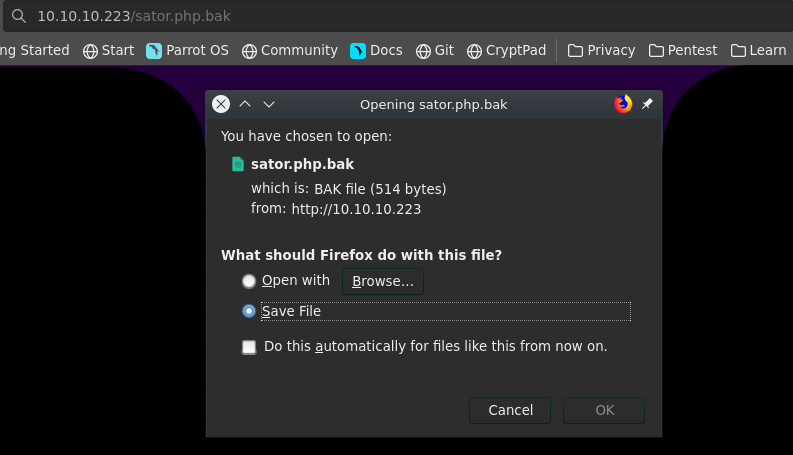 10.10.10.223/sator.php.bak
ng Started Start Parrot OS Community Docs Git CryptPad Privacy Pentest Learn
Opening sator.php.bak
You have chosen to open:
sator.php.bak
which is: BAK file (514 bytes)
from: http://10.10.10.223
What should Firefox do with this file?
Open with Browse...
Save File
Do this automatically for files like this from now on.
Cancel OK